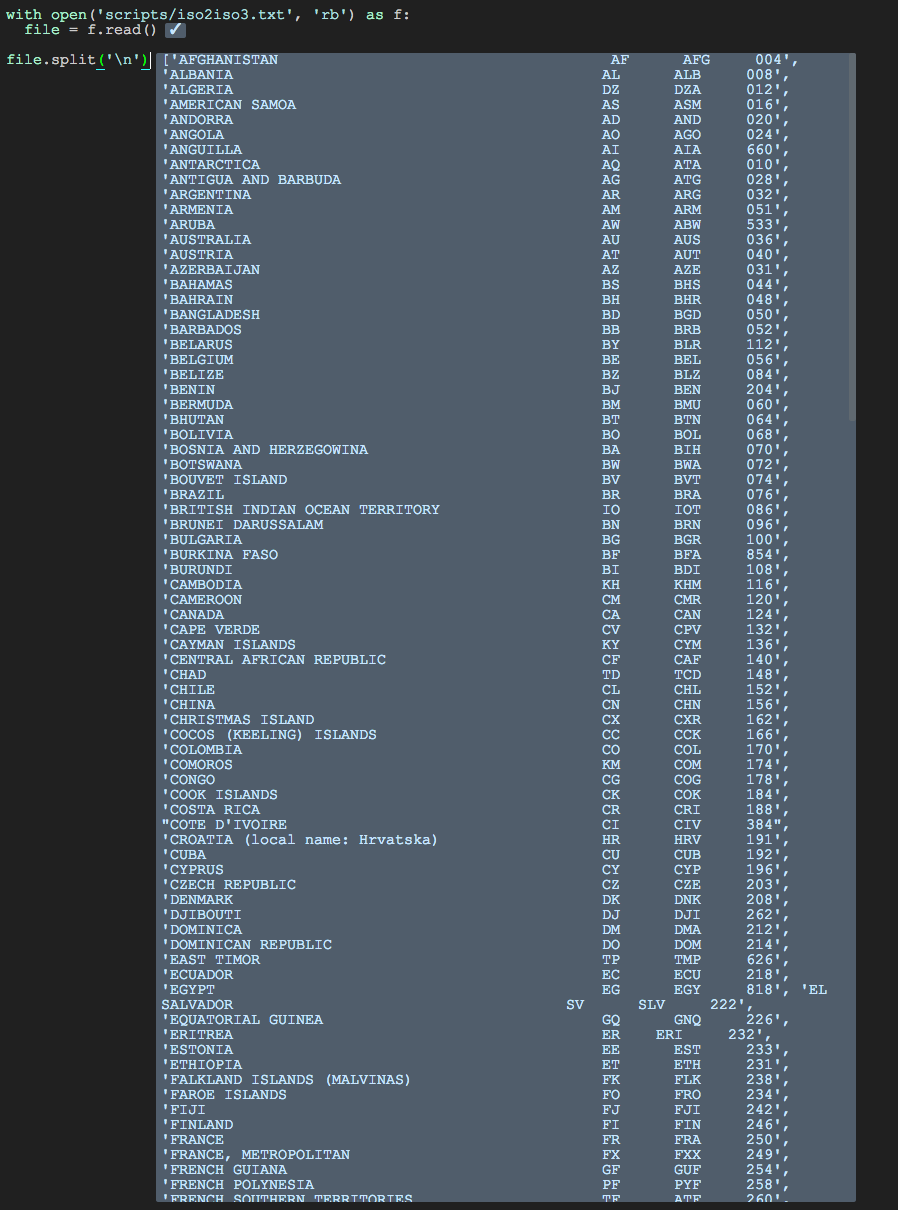 with open('scripts/iso2iso3.txt', 'rb') as f:
file = f.read() ✓
file.split('\n') ['AFGHANISTAN AF AFG 004',
'ALBANIA AL ALB 008',
'ALGERIA DZ DZA 012',
'AMERICAN SAMOA AS ASM 016',
'ANDORRA AD AND 020',
'ANGOLA AO AGO 024',
'ANGUILLA AI AIA 660',
'ANTARCTICA AQ ATA 010',
'ANTIGUA AND BARBUDA AG ATG 028',
'ARGENTINA AR ARG 032',
'ARMENIA AM ARM 051',
'ARUBA AW ABW 533',
'AUSTRALIA AU AUS 036',
'AUSTRIA AT AUT 040',
'AZERBAIJAN AZ AZE 031',
'BAHAMAS BS BHS 044',
'BAHRAIN BH BHR 048',
'BANGLADESH BD BGD 050',
'BARBADOS BB BRB 052',
'BELARUS BY BLR 112',
'BELGIUM BE BEL 056',
'BELIZE BZ BLZ 084',
'BENIN BJ BEN 204',
'BERMUDA BM BMU 060',
'BHUTAN BT BTN 064',
'BOLIVIA BO BOL 068',
'BOSNIA AND HERZEGOWINA BA BIH 070',
'BOTSWANA BW BWA 072',
'BOUVET ISLAND BV BVT 074',
'BRAZIL BR BRA 076',
'BRITISH INDIAN OCEAN TERRITORY IO IOT 086',
'BRUNEI DARUSSALAM BN BRN 096',
'BULGARIA BG BGR 100',
'BURKINA FASO BF BFA 854',
'BURUNDI BI BDI 108',
'CAMBODIA KH KHM 116',
'CAMEROON CM CMR 120',
'CANADA CA CAN 124',
'CAPE VERDE CV CPV 132',
'CAYMAN ISLANDS KY CYM 136',
'CENTRAL AFRICAN REPUBLIC CF CAF 140',
'CHAD TD TCD 148',
'CHILE CL CHL 152',
'CHINA CN CHN 156',
'CHRISTMAS ISLAND CX CXR 162',
'COCOS (KEELING) ISLANDS CC CCK 166',
'COLOMBIA CO COL 170',
'COMOROS KM COM 174',
'CONGO CG COG 178',
'COOK ISLANDS CK COK 184',
'COSTA RICA CR CRI 188',
"COTE D'IVOIRE CI CIV 384",
'CROATIA (local name: Hrvatska) HR HRV 191',
'CUBA CU CUB 192',
'CYPRUS CY CYP 196',
'CZECH REPUBLIC CZ CZE 203',
'DENMARK DK DNK 208',
'DJIBOUTI DJ DJI 262',
'DOMINICA DM DMA 212',
'DOMINICAN REPUBLIC DO DOM 214',
'EAST TIMOR TP TMP 626',
'ECUADOR EC ECU 218',
'EGYPT EG EGY 818', 'EL
SALVADOR SV SLV 222',
'EQUATORIAL GUINEA GQ GNQ 226',
'ERITREA ER ERI 232',
'ESTONIA EE EST 233',
'ETHIOPIA ET ETH 231',
'FALKLAND ISLANDS (MALVINAS) FK FLK 238',
'FAROE ISLANDS FO FRO 234',
'FIJI FJ FJI 242',
'FINLAND FI FIN 246',
'FRANCE FR FRA 250',
'FRANCE, METROPOLITAN FX FXX 249',
'FRENCH GUIANA GF GUF 254',
'FRENCH POLYNESIA PF PYF 258',
'FRENCH SOUTHERN TERRITORIES TF ATF 260',